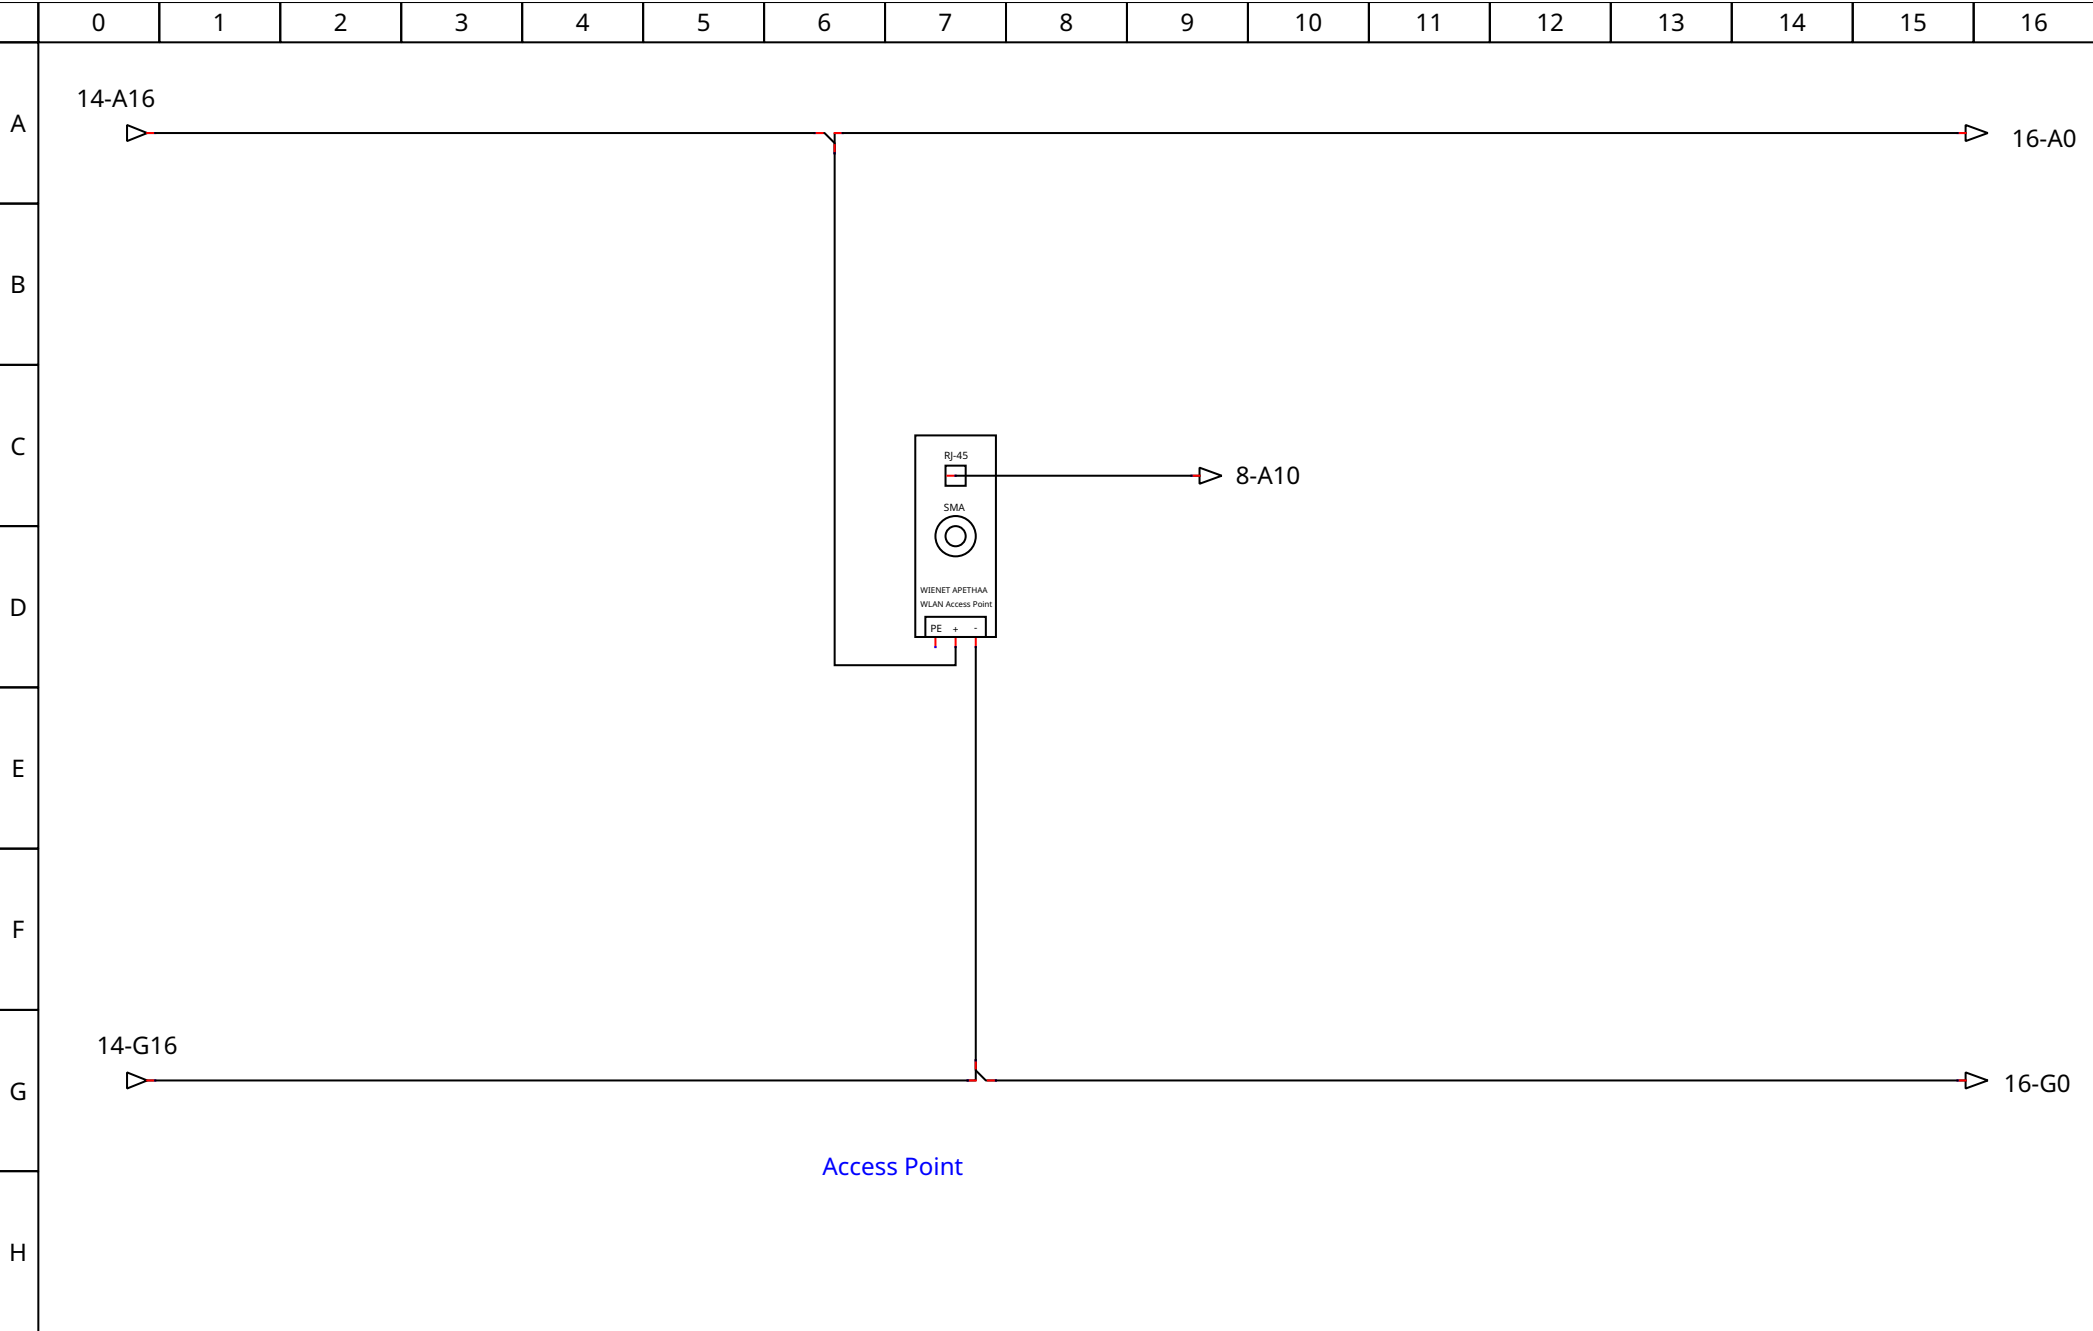 0 1 2 3 4 5 6 7 8 9 10 11 12 13 14 15 16
A
14-A16
16-A0
B
C
RJ-45
8-A10
SMA
D
WIENET APETHAA
WLAN Access Point
PE + -
E
F
14-G16
G
16-G0
Access Point
H